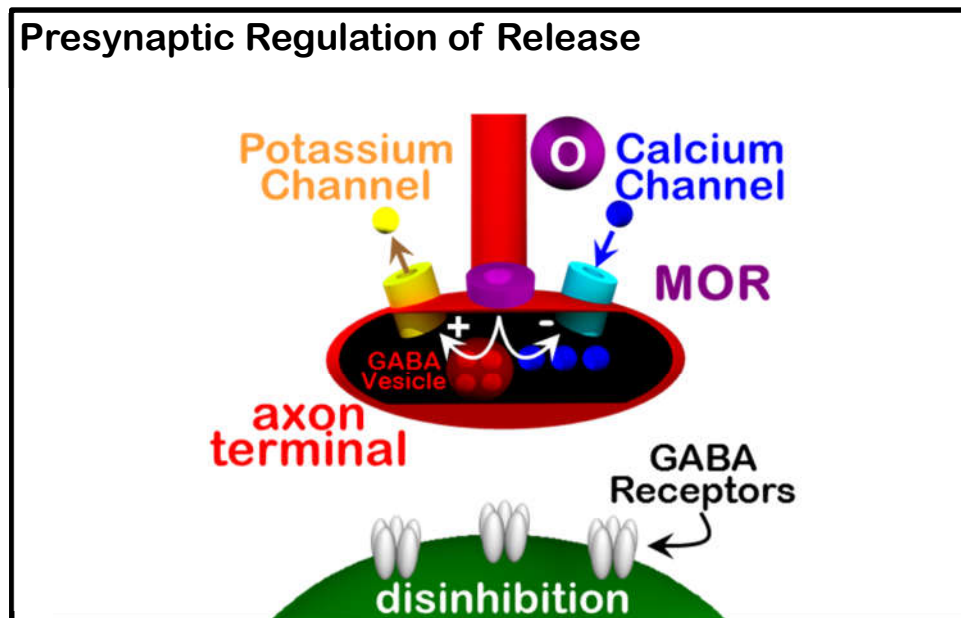 Presynaptic Regulation of Release
Potassium
Channel
O
Calcium
Channel
MOR
+
-
GABA
Vesicle
axon
terminal
GABA
Receptors
disinhibition